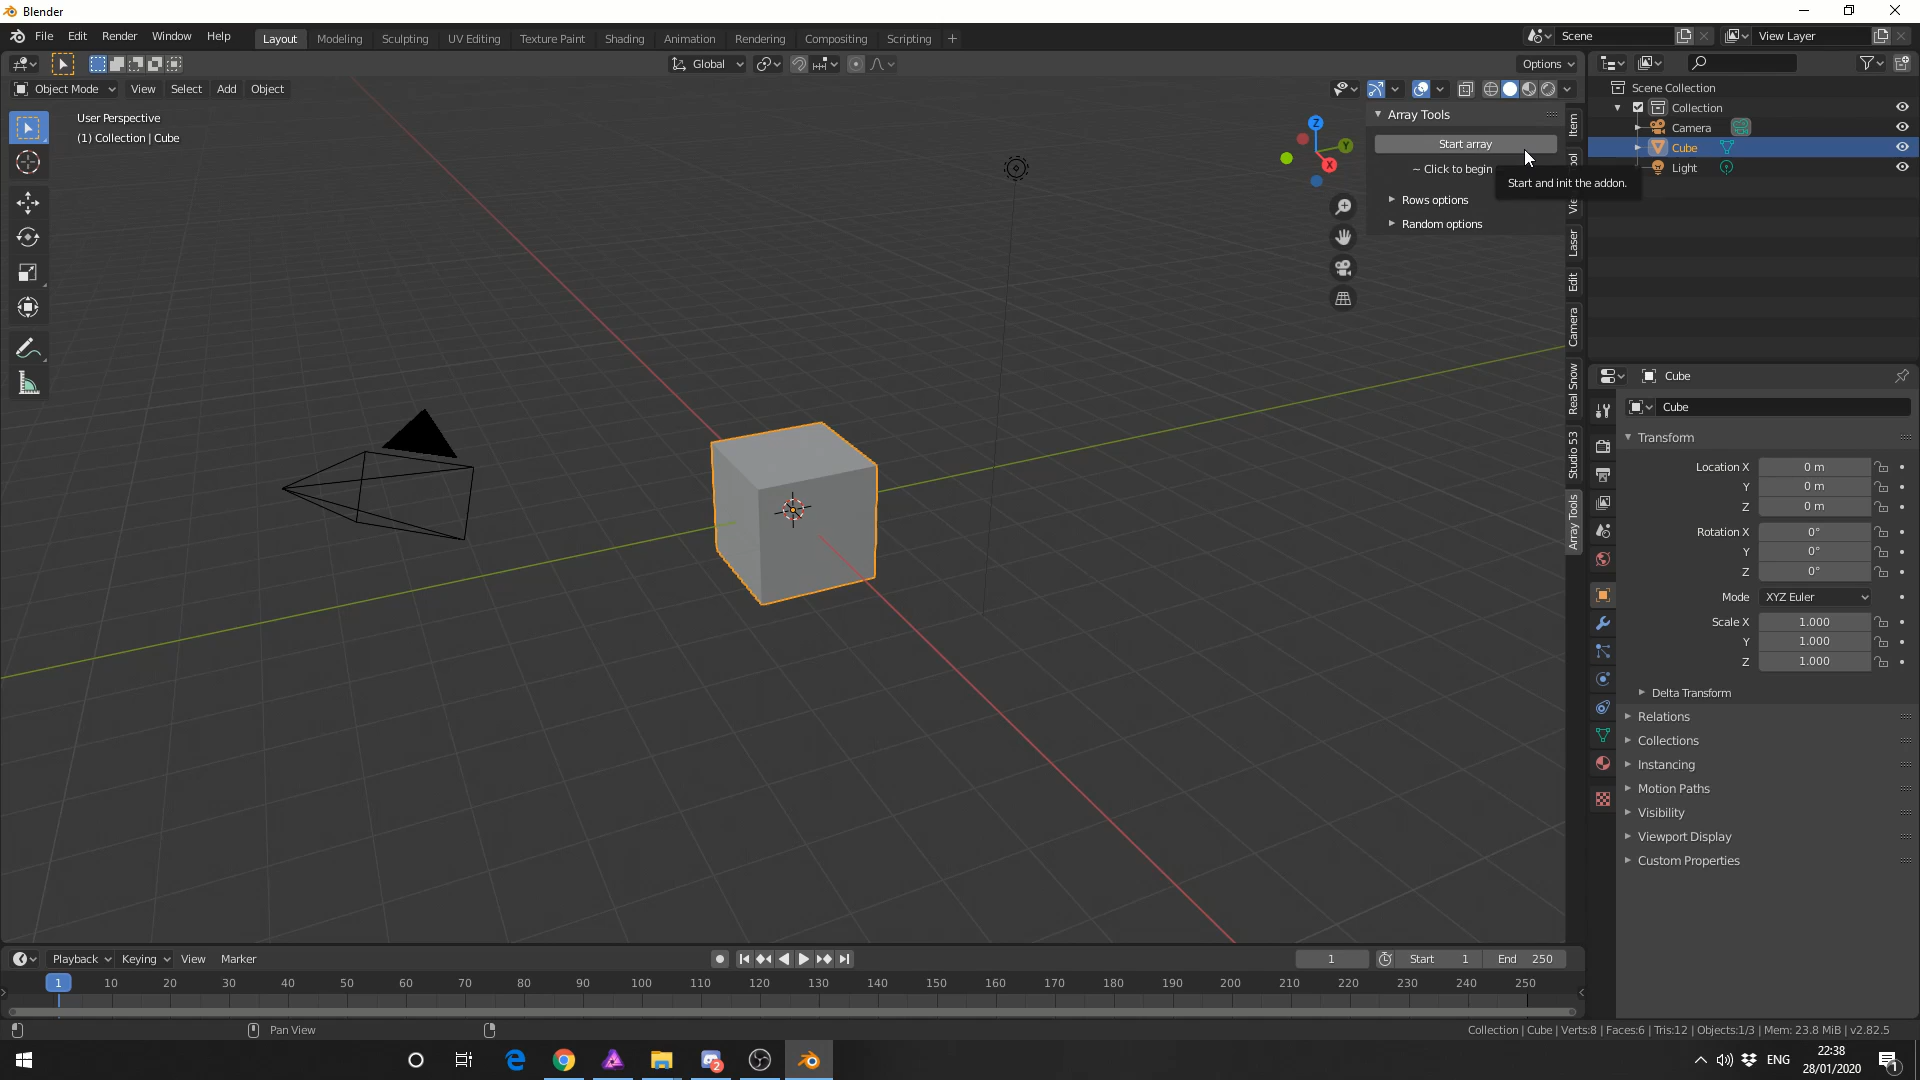 Blender
File Edit Render Window Help
Layout Modeling Sculpting UV Editing Texture Paint Shading Animation Rendering Compositing Scripting +
Scene
View Layer
Global
Options
Object Mode View Select Add Object
User Perspective
(1) Collection | Cube
Z
Y
X
Array Tools
Start array
~ Click to begin
Start and init the addon.
Rows options
Random options
Item
Laser
Edit
Camera
Real Snow
Studio 53
Array Tools
Scene Collection
Collection
Camera
Cube
Light
Cube
Cube
Transform
Location X 0 m
Y 0 m
Z 0 m
Rotation X 0°
Y 0°
Z 0°
Mode XYZ Euler
Scale X 1.000
Y 1.000
Z 1.000
Delta Transform
Relations
Collections
Instancing
Motion Paths
Visibility
Viewport Display
Custom Properties
Playback Keying View Marker
1 Start 1 End 250
1 10 20 30 40 50 60 70 80 90 100 110 120 130 140 150 160 170 180 190 200 210 220 230 240 250
Pan View
Collection | Cube | Verts:8 | Faces:6 | Tris:12 | Objects:1/3 | Mem: 23.8 MiB | v2.82.5
2
ENG
22:38
28/01/2020
1